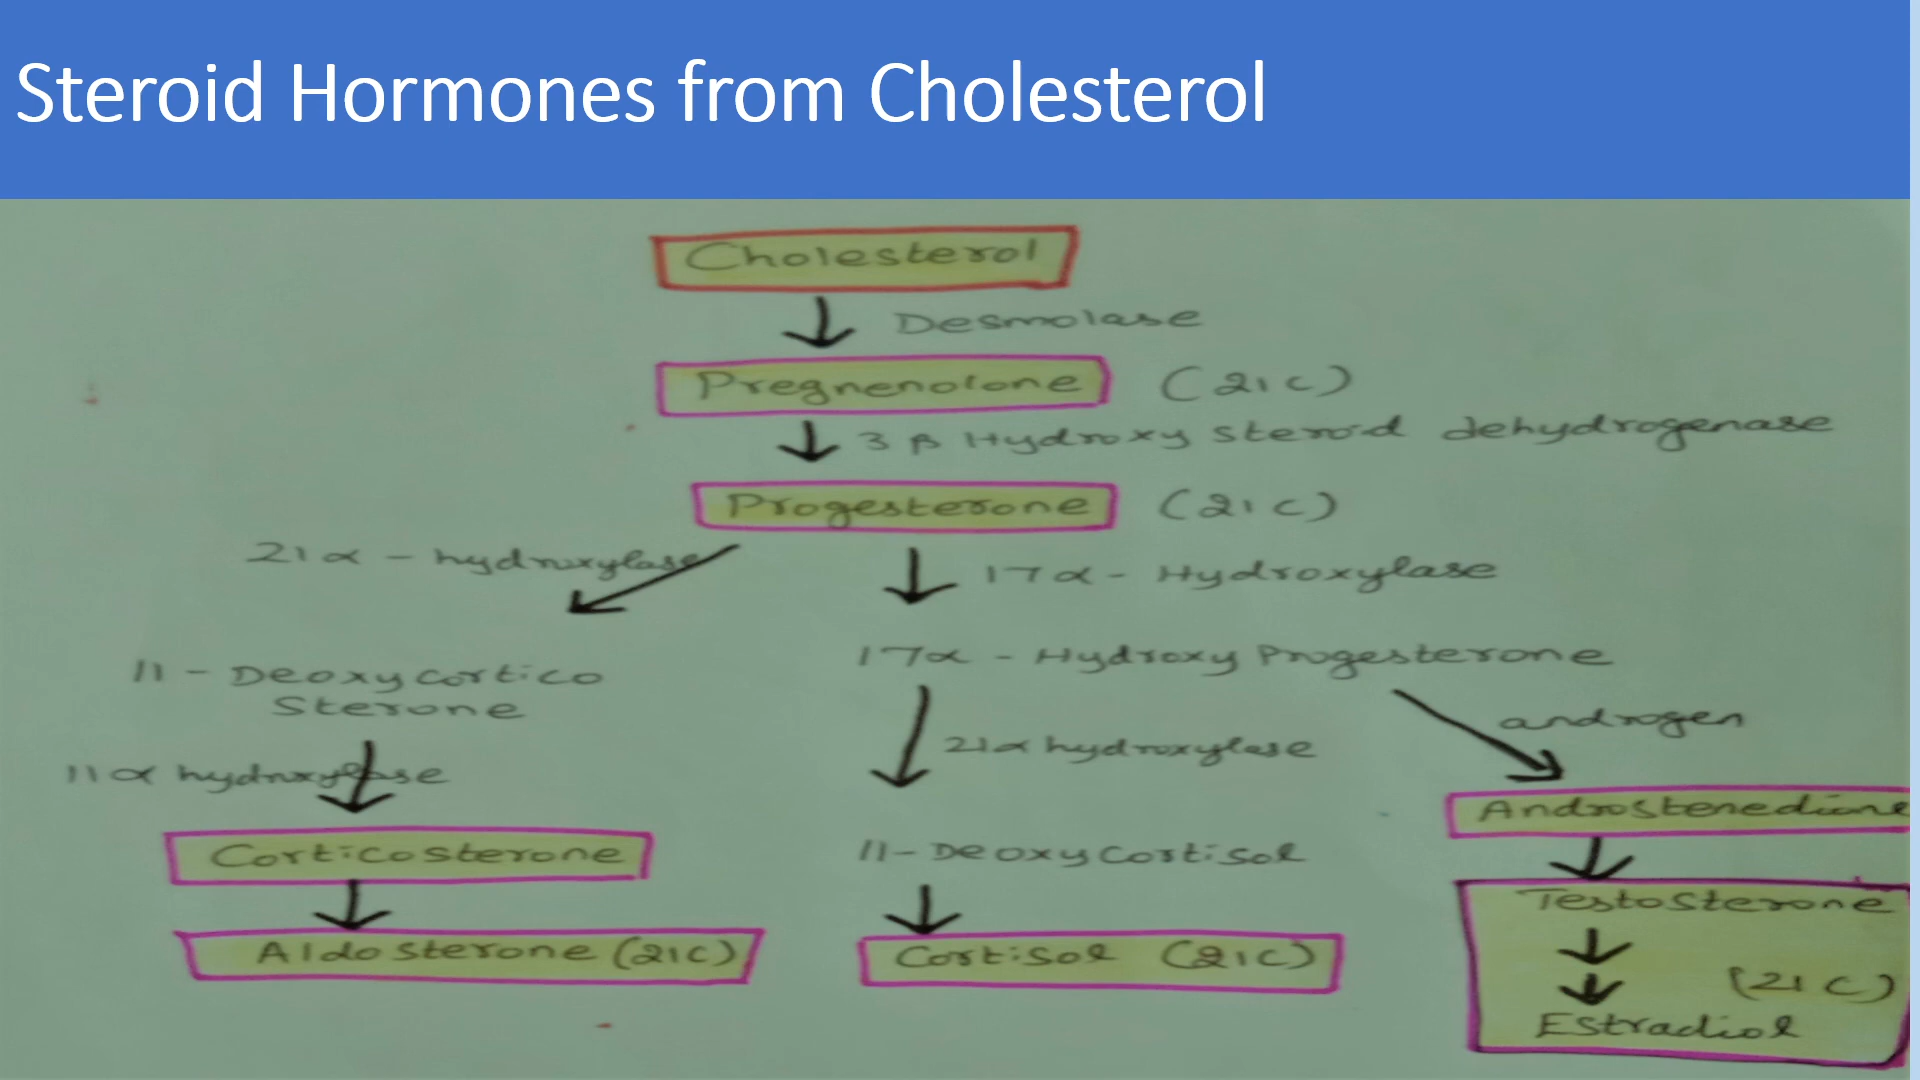 Steroid Hormones from Cholesterol
Cholesterol
Desmolase
Pregnenolone (21C)
3 β Hydroxy steroid dehydrogenase
Progesterone (21C)
21α - hydroxylase
17α - Hydroxylase
11 - Deoxycortico
Sterone
17α - Hydroxy Progesterone
androgen
11α hydroxylase
21α hydroxylase
Androstenedione
Corticosterone
11-Deoxycortisol
Testosterone
Aldosterone (21C)
Cortisol (21C)
(21C)
Estradiol